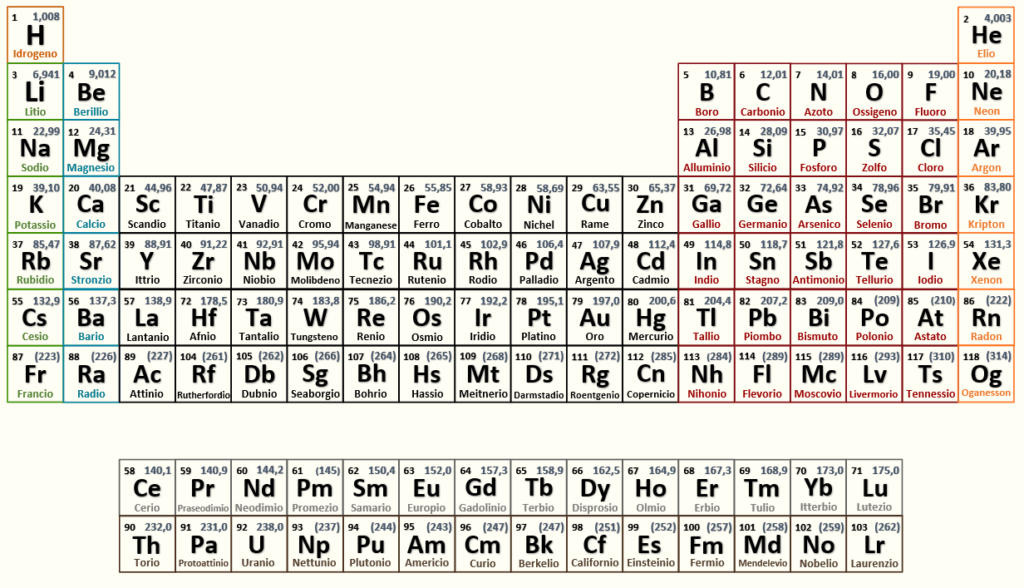 1 1,008 2 4,003
H He
Idrogeno Elio
3 6,941 4 9,012 5 10,81 6 12,01 7 14,01 8 16,00 9 19,00 10 20,18
Li Be B C N O F Ne
Litio Berillio Boro Carbonio Azoto Ossigeno Fluoro Neon
11 22,99 12 24,31 13 26,98 14 28,09 15 30,97 16 32,07 17 35,45 18 39,95
Na Mg Al Si P S Cl Ar
Sodio Magnesio Alluminio Silicio Fosforo Zolfo Cloro Argon
19 39,10 20 40,08 21 44,96 22 47,87 23 50,94 24 52,00 25 54,94 26 55,85 27 58,93 28 58,69 29 63,55 30 65,37 31 69,72 32 72,64 33 74,92 34 78,96 35 79,91 36 83,80
K Ca Sc Ti V Cr Mn Fe Co Ni Cu Zn Ga Ge As Se Br Kr
Potassio Calcio Scandio Titanio Vanadio Cromo Manganese Ferro Cobalto Nichel Rame Zinco Gallio Germanio Arsenico Selenio Bromo Kripton
37 85,47 38 87,62 39 88,91 40 91,22 41 92,91 42 95,94 43 98,91 44 101,1 45 102,9 46 106,4 47 107,9 48 112,4 49 114,8 50 118,7 51 121,8 52 127,6 53 126,9 54 131,3
Rb Sr Y Zr Nb Mo Tc Ru Rh Pd Ag Cd In Sn Sb Te I Xe
Rubidio Stronzio Ittrio Zirconio Niobio Molibdeno Tecnezio Rutenio Rodio Palladio Argento Cadmio Indio Stagno Antimonio Tellurio Iodio Xenon
55 132,9 56 137,3 57 138,9 72 178,5 73 180,9 74 183,8 75 186,2 76 190,2 77 192,2 78 195,1 79 197,0 80 200,6 81 204,4 82 207,2 83 209,0 84 (209) 85 (210) 86 (222)
Cs Ba La Hf Ta W Re Os Ir Pt Au Hg Tl Pb Bi Po At Rn
Cesio Bario Lantanio Afnio Tantalio Tungsteno Renio Osmio Iridio Platino Oro Mercurio Tallio Piombo Bismuto Polonio Astato Radon
87 (223) 88 (226) 89 (227) 104 (261) 105 (262) 106 (266) 107 (264) 108 (265) 109 (268) 110 (271) 111 (272) 112 (285) 113 (284) 114 (289) 115 (289) 116 (293) 117 (310) 118 (314)
Fr Ra Ac Rf Db Sg Bh Hs Mt Ds Rg Cn Nh Fl Mc Lv Ts Og
Francio Radio Attinio Rutherfordio Dubnio Seaborgio Bohrio Hassio Meitnerio Darmstadio Roentgenio Copernicio Nihonio Flevorio Moscovio Livermorio Tennessio Oganesson
58 140,1 59 140,9 60 144,2 61 (145) 62 150,4 63 152,0 64 157,3 65 158,9 66 162,5 67 164,9 68 167,3 69 168,9 70 173,0 71 175,0
Ce Pr Nd Pm Sm Eu Gd Tb Dy Ho Er Tm Yb Lu
Cerio Praseodimio Neodimio Promezio Samario Europio Gadolinio Terbio Disprosio Olmio Erbio Tulio Itterbio Lutezio
90 232,0 91 231,0 92 238,0 93 (237) 94 (244) 95 (243) 96 (247) 97 (247) 98 (251) 99 (252) 100 (257) 101 (258) 102 (259) 103 (262)
Th Pa U Np Pu Am Cm Bk Cf Es Fm Md No Lr
Torio Protoattinio Uranio Nettunio Plutonio Americio Curio Berkelio Californio Einsteinio Fermio Mendelevio Nobelio Laurenzio